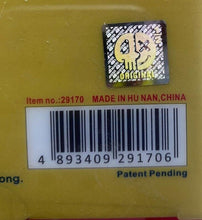 ORIGINAL
Item no.:29170 MADE IN HU NAN,CHINA
4 893409 291706
ong.
Patent Pending